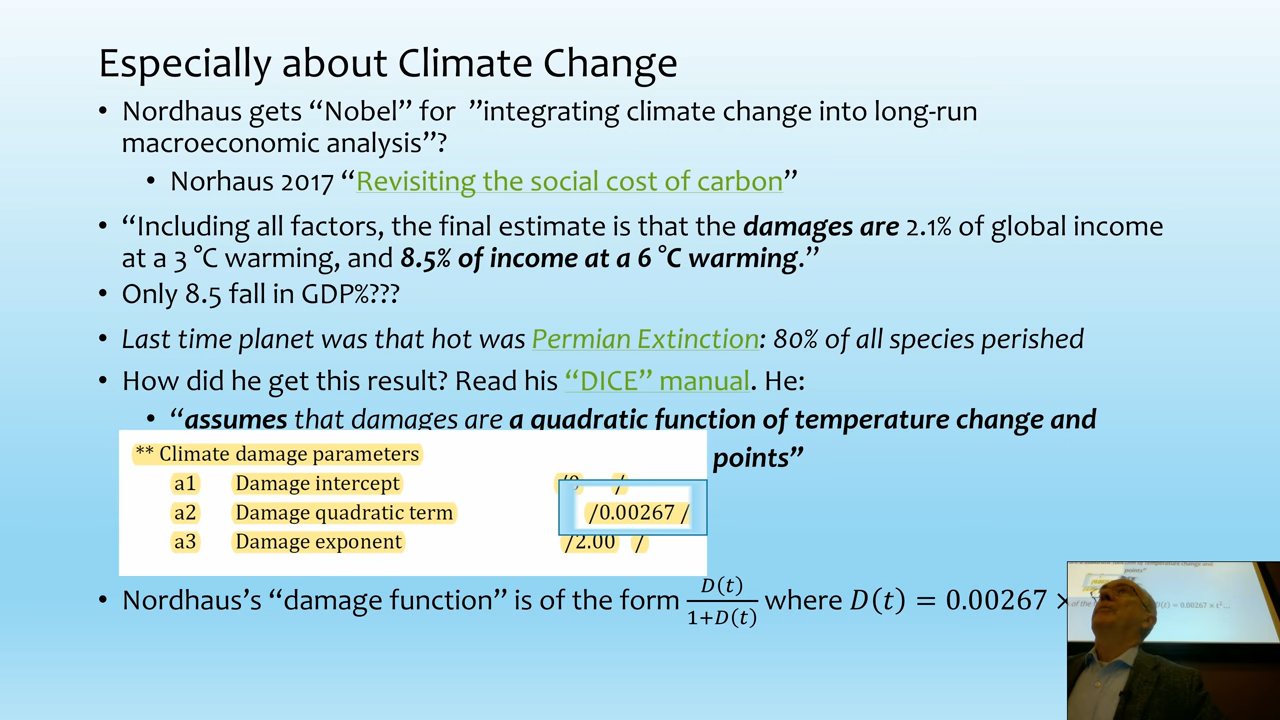 Especially about Climate Change
• Nordhaus gets “Nobel” for ”integrating climate change into long-run
macroeconomic analysis”?
• Norhaus 2017 “Revisiting the social cost of carbon”
• “Including all factors, the final estimate is that the damages are 2.1% of global income
at a 3 °C warming, and 8.5% of income at a 6 °C warming.”
• Only 8.5 fall in GDP%???
• Last time planet was that hot was Permian Extinction: 80% of all species perished
• How did he get this result? Read his “DICE” manual. He:
• “assumes that damages are a quadratic function of temperature change and
points”
** Climate damage parameters
a1 Damage intercept /
a2 Damage quadratic term /0.00267 /
a3 Damage exponent /2.00 /
• Nordhaus’s “damage function” is of the form D(t)/1+D(t) where D(t) = 0.00267 ×
points”
D(t) = 0.00267 × t²...